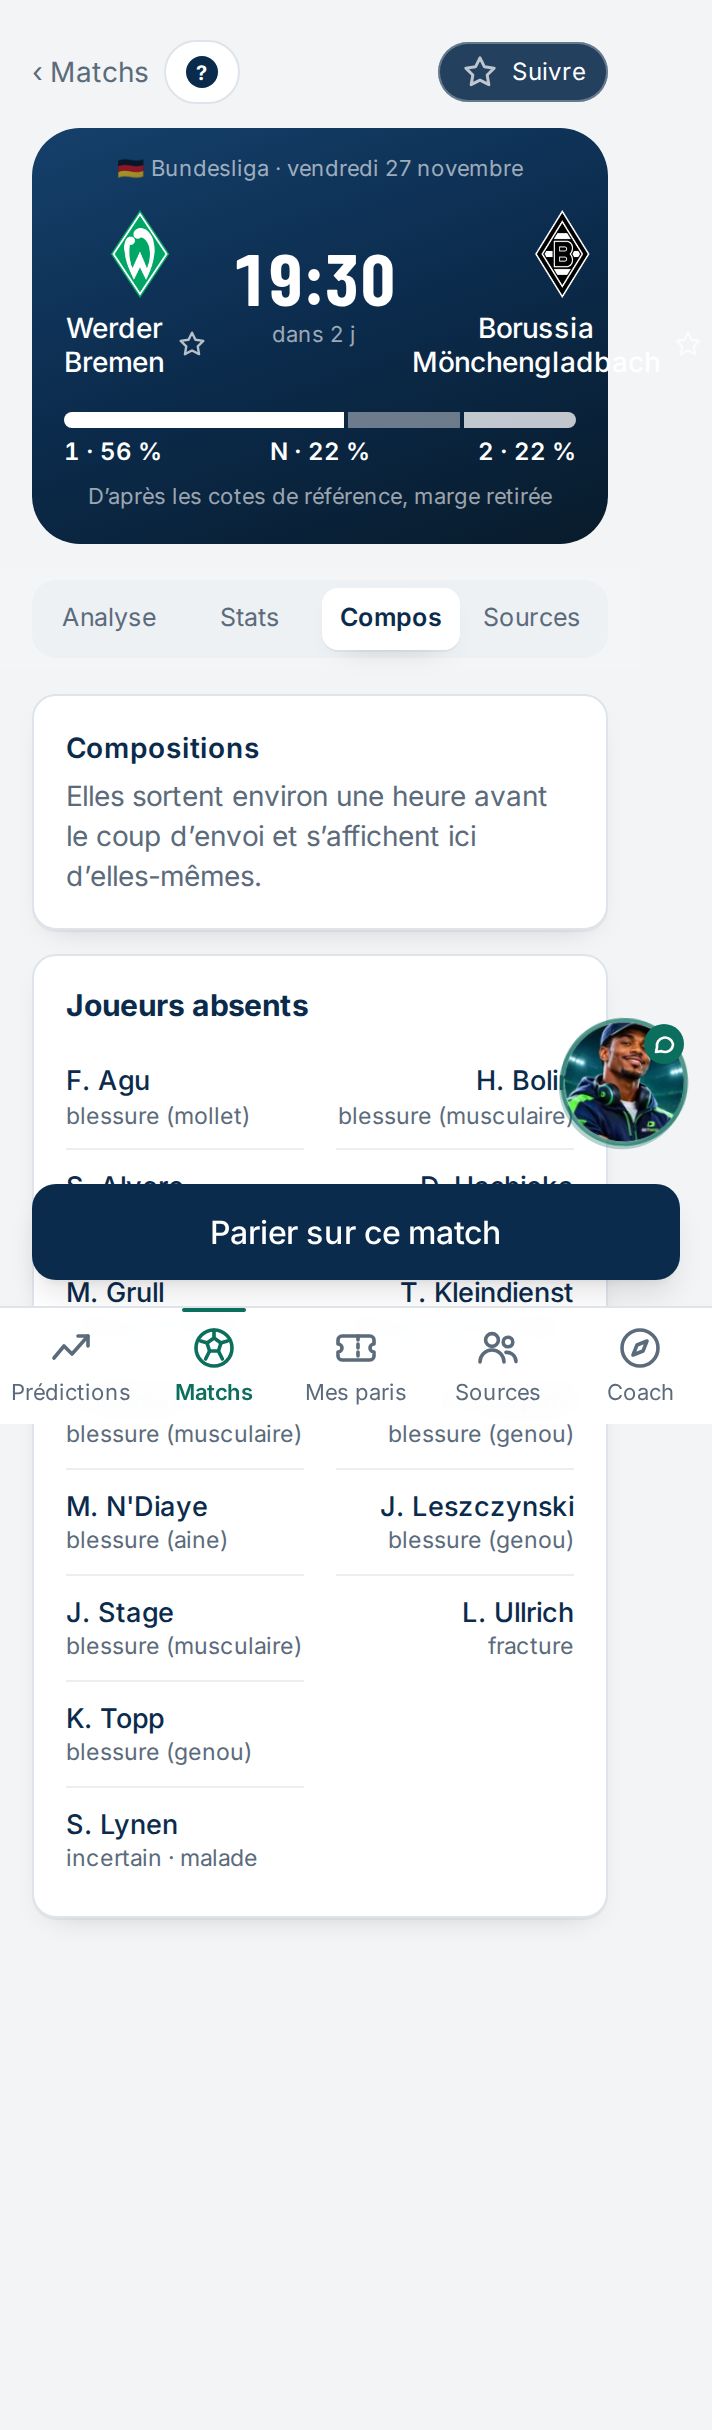 ‹ Matchs
?
Suivre
Bundesliga · vendredi 27 novembre
19:30
dans 2 j
Werder
Bremen
Borussia
Mönchengladbach
1 · 56 %
N · 22 %
2 · 22 %
D’après les cotes de référence, marge retirée
Analyse
Stats
Compos
Sources
Compositions
Elles sortent environ une heure avant
le coup d’envoi et s’affichent ici
d’elles-mêmes.
Joueurs absents
F. Agu
H. Boli
blessure (mollet)
blessure (musculaire)
Parier sur ce match
M. Grull
T. Kleindienst
Prédictions
Matchs
Mes paris
Sources
Coach
blessure (musculaire)
blessure (genou)
M. N'Diaye
J. Leszczynski
blessure (aine)
blessure (genou)
J. Stage
L. Ullrich
blessure (musculaire)
fracture
K. Topp
blessure (genou)
S. Lynen
incertain · malade